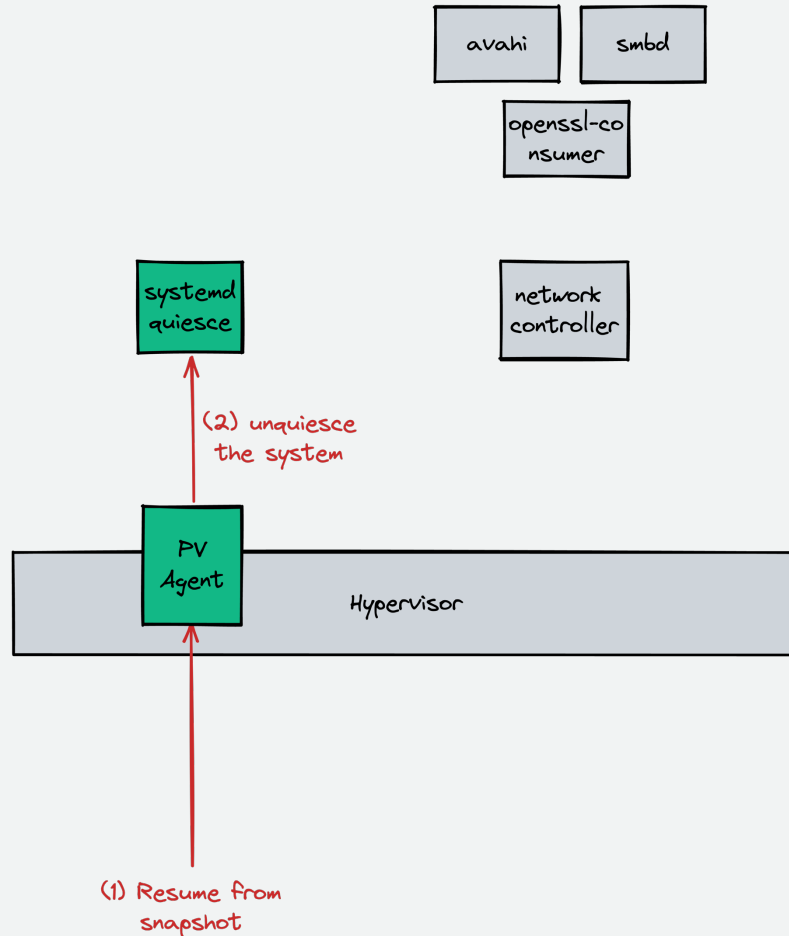 avahi
smbd
openssl-co
nsumer
systemd
quiesce
network
controller
(2) unquiesce
the system
PV
Agent
Hypervisor
(1) Resume from
snapshot